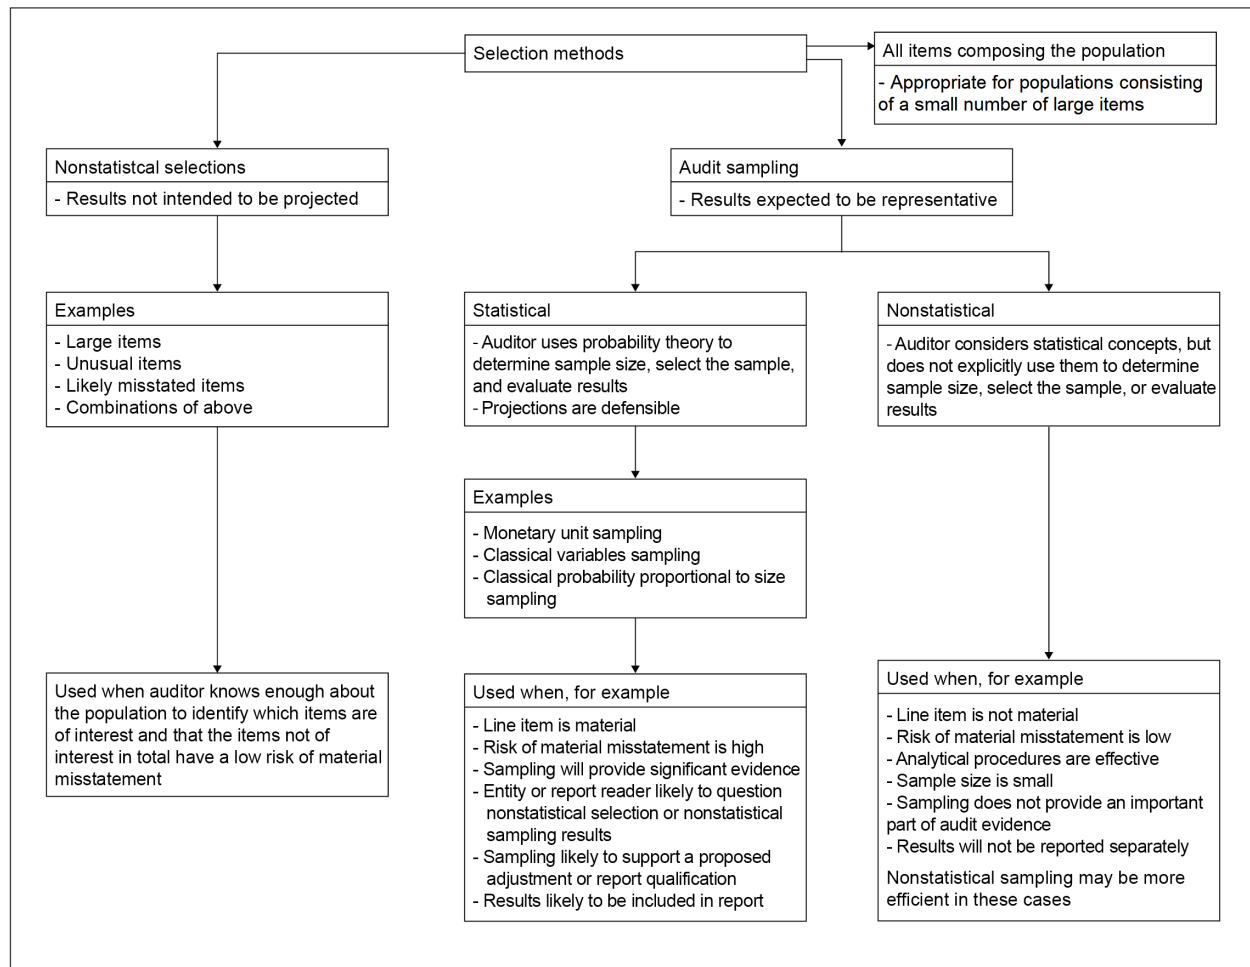 Selection methods
All items composing the population
- Appropriate for populations consisting
of a small number of large items
Nonstatistcal selections
- Results not intended to be projected
Audit sampling
- Results expected to be representative
Examples
- Large items
- Unusual items
- Likely misstated items
- Combinations of above
Statistical
- Auditor uses probability theory to
determine sample size, select the sample,
and evaluate results
- Projections are defensible
Nonstatistical
- Auditor considers statistical concepts, but
does not explicitly use them to determine
sample size, select the sample, or evaluate
results
Examples
- Monetary unit sampling
- Classical variables sampling
- Classical probability proportional to size
sampling
Used when auditor knows enough about
the population to identify which items are
of interest and that the items not of
interest in total have a low risk of material
misstatement
Used when, for example
- Line item is material
- Risk of material misstatement is high
- Sampling will provide significant evidence
- Entity or report reader likely to question
nonstatistical selection or nonstatistical
sampling results
- Sampling likely to support a proposed
adjustment or report qualification
- Results likely to be included in report
Used when, for example
- Line item is not material
- Risk of material misstatement is low
- Analytical procedures are effective
- Sample size is small
- Sampling does not provide an important
part of audit evidence
- Results will not be reported separately
Nonstatistical sampling may be more
efficient in these cases